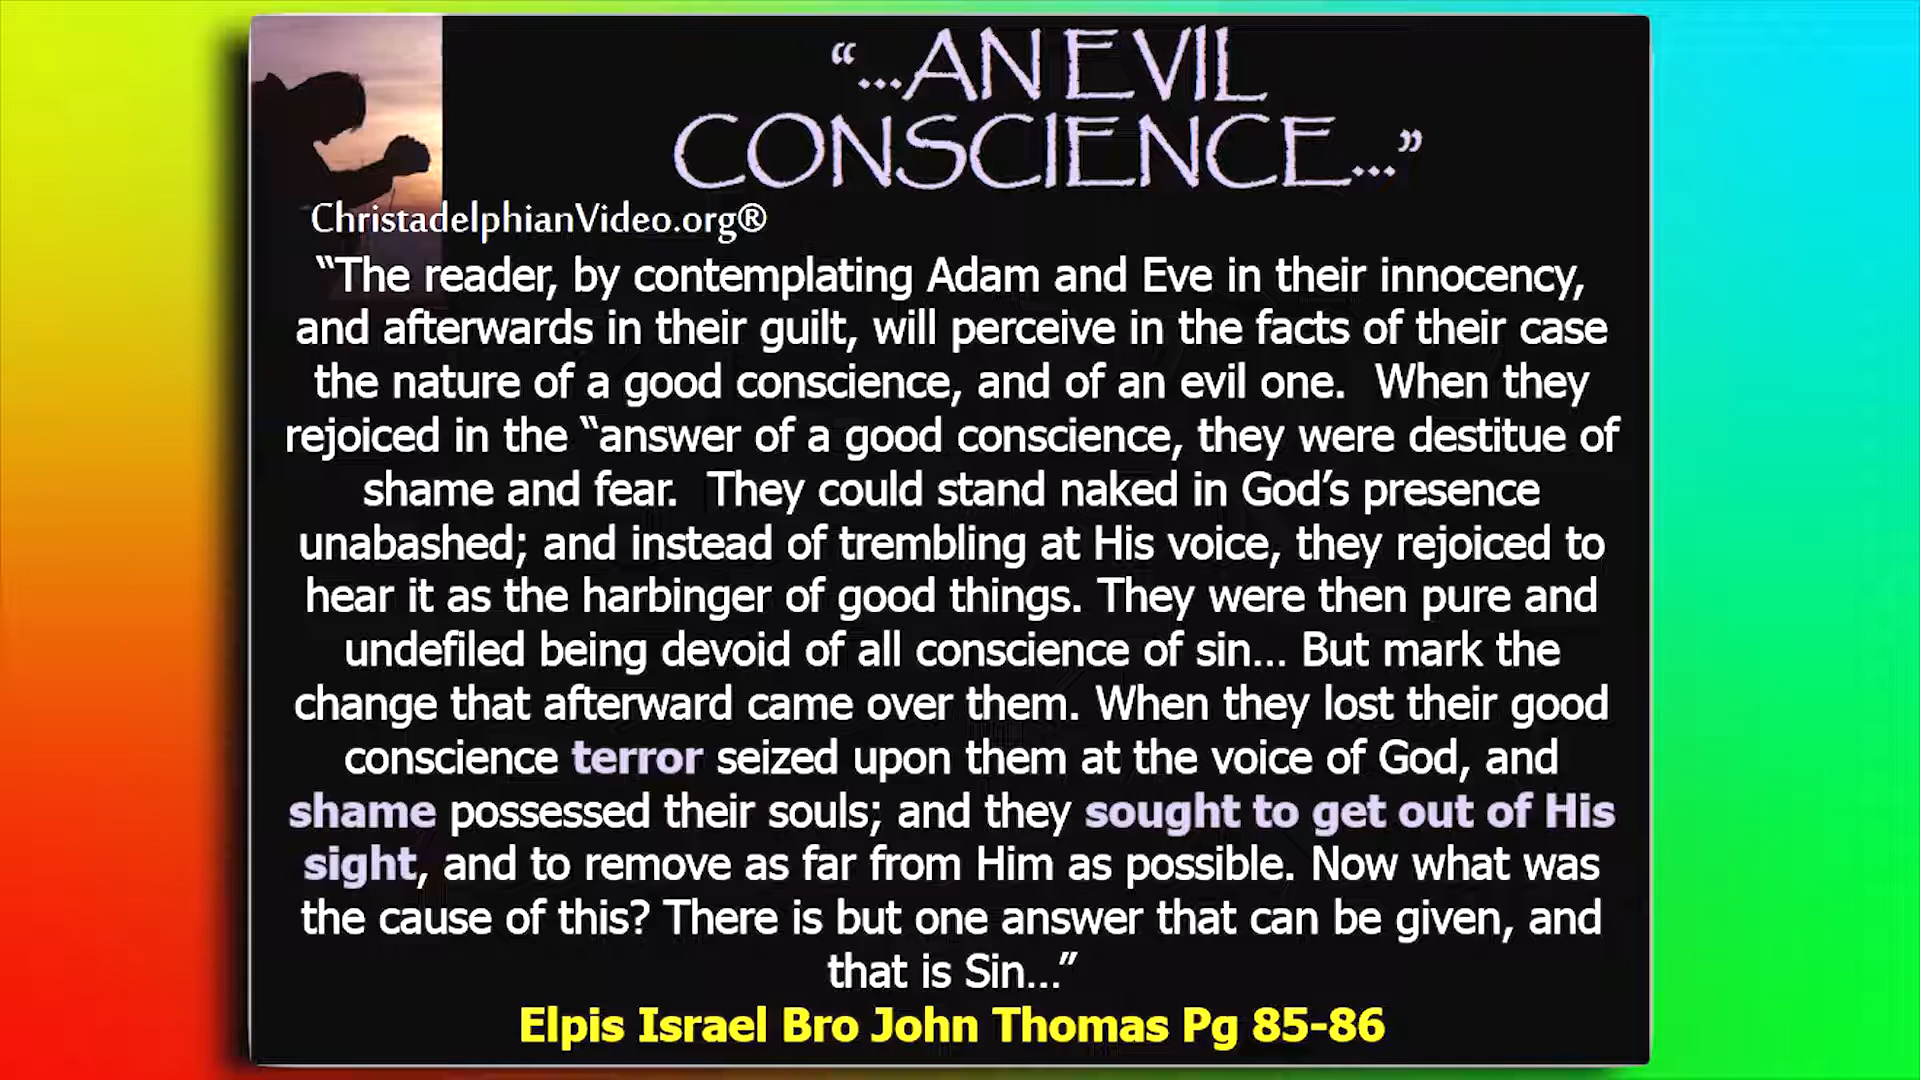 “...AN EVIL
CONSCIENCE...”
ChristadelphianVideo.org®
“The reader, by contemplating Adam and Eve in their innocency,
and afterwards in their guilt, will perceive in the facts of their case
the nature of a good conscience, and of an evil one.  When they
rejoiced in the “answer of a good conscience, they were destitue of
shame and fear.  They could stand naked in God’s presence
unabashed; and instead of trembling at His voice, they rejoiced to
hear it as the harbinger of good things. They were then pure and
undefiled being devoid of all conscience of sin... But mark the
change that afterward came over them. When they lost their good
conscience terror seized upon them at the voice of God, and
shame possessed their souls; and they sought to get out of His
sight, and to remove as far from Him as possible. Now what was
the cause of this? There is but one answer that can be given, and
that is Sin...”
Elpis Israel Bro John Thomas Pg 85-86